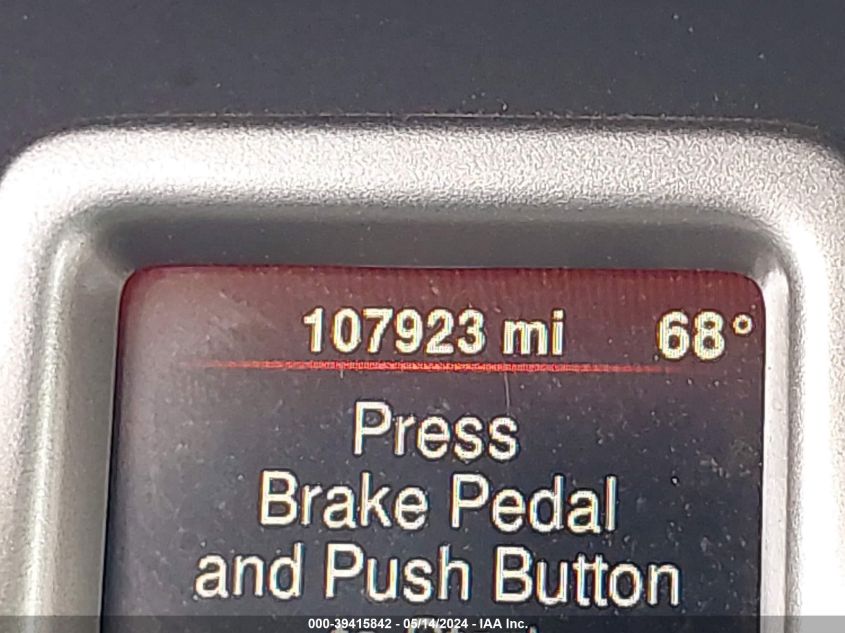 107923 mi 68°
Press
Brake Pedal
and Push Button
000-39415842 - 05/14/2024 - IAA Inc.